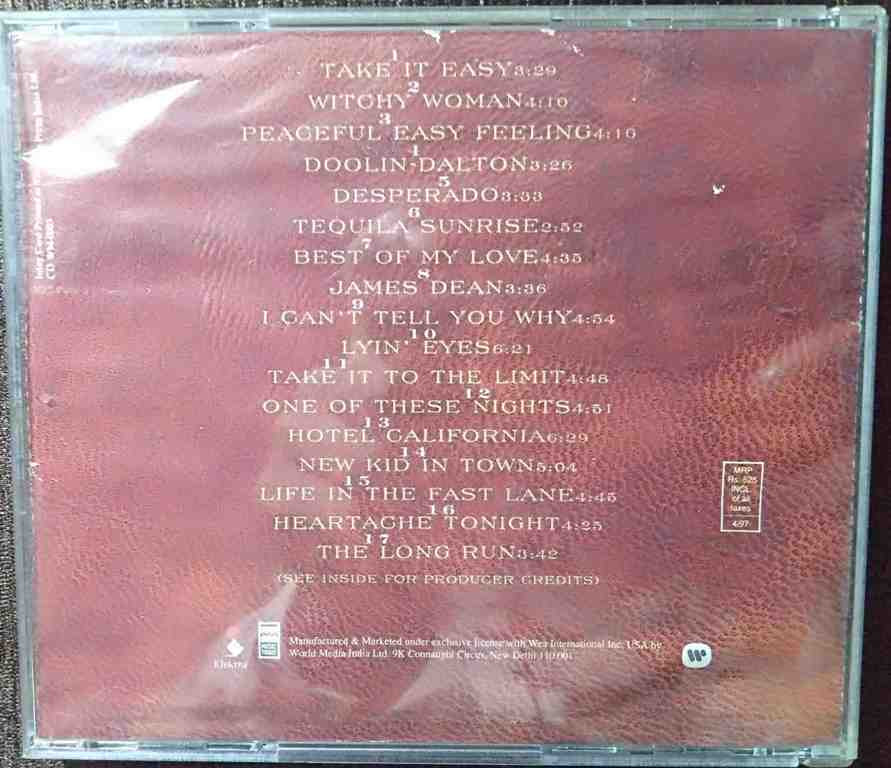 1
TAKE IT EASY 3:29
2
WITCHY WOMAN 4:10
3
PEACEFUL EASY FEELING 4:16
4
DOOLIN-DALTON 3:26
5
DESPERADO 3:33
6
TEQUILA SUNRISE 2:52
7
BEST OF MY LOVE 4:35
8
JAMES DEAN 3:36
9
I CAN'T TELL YOU WHY 4:54
10
LYIN' EYES 6:21
11
TAKE IT TO THE LIMIT 4:48
12
ONE OF THESE NIGHTS 4:51
13
HOTEL CALIFORNIA 6:29
14
NEW KID IN TOWN 5:04
15
LIFE IN THE FAST LANE 4:45
16
HEARTACHE TONIGHT 4:25
17
THE LONG RUN 3:42
(SEE INSIDE FOR PRODUCER CREDITS)
MRP
Rs. 525
INCL.
of all
taxes
4/97
Elektra
Manufactured & Marketed under exclusive license with Wea International Inc. USA by
World Media India Ltd. 9K Connaught Circus, New Delhi 110 001
Inlay Card Printed